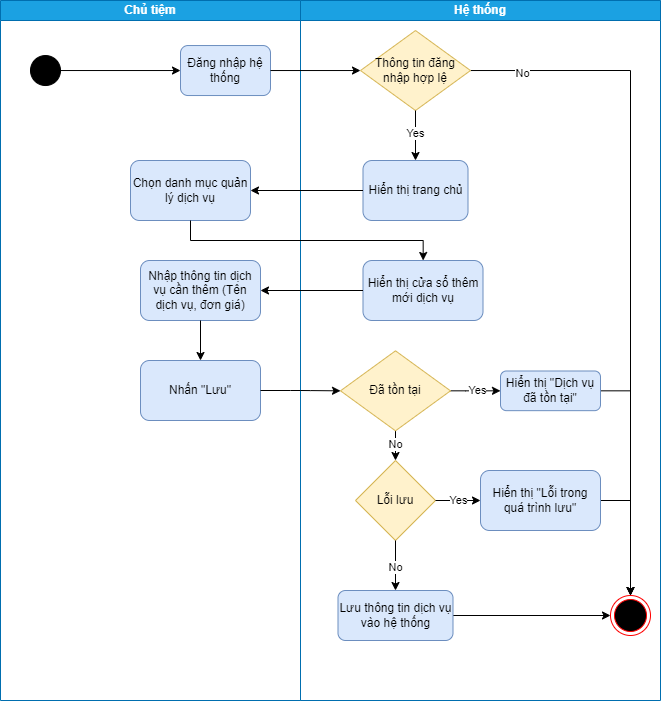 Chủ tiệm
Hệ thống
Đăng nhập hệ
thống
Thông tin đăng
nhập hợp lệ
No
Yes
Chọn danh mục quản
lý dịch vụ
Hiển thị trang chủ
Nhập thông tin dịch
vụ cần thêm (Tên
dịch vụ, đơn giá)
Hiển thị cửa sổ thêm
mới dịch vụ
Nhấn "Lưu"
Đã tồn tại
Yes
Hiển thị "Dịch vụ
đã tồn tại"
No
Lỗi lưu
Yes
Hiển thị "Lỗi trong
quá trình lưu"
No
Lưu thông tin dịch vụ
vào hệ thống